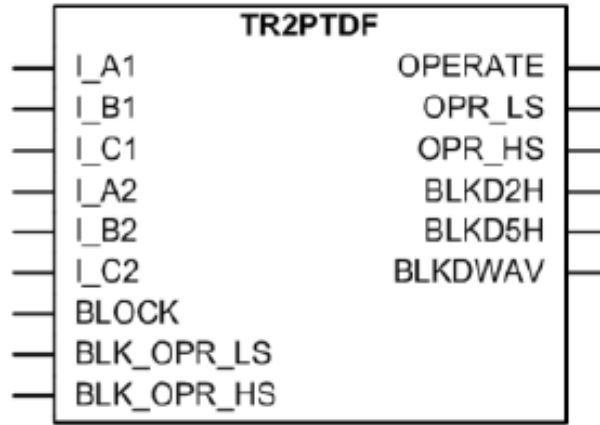 TR2PTDF
I_A1 OPERATE
I_B1 OPR_LS
I_C1 OPR_HS
I_A2 BLKD2H
I_B2 BLKD5H
I_C2 BLKDWAV
BLOCK
BLK_OPR_LS
BLK_OPR_HS